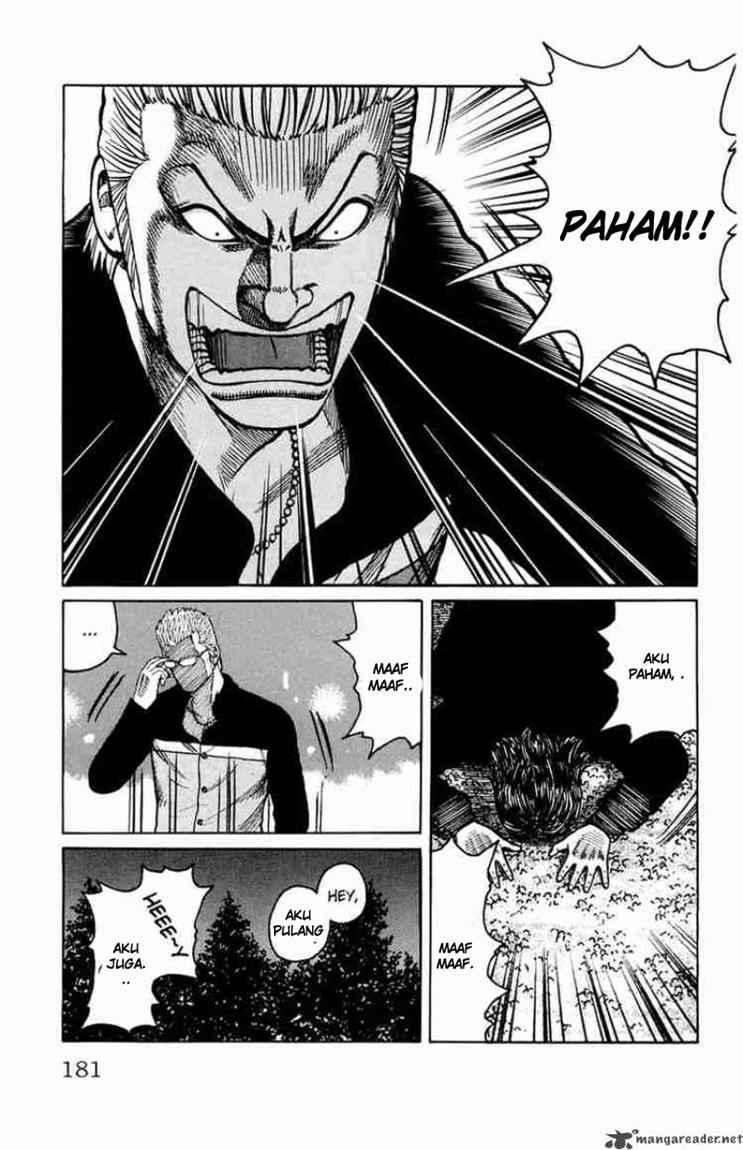 PAHAM!!
AKU
PAHAM, .
MAAF
MAAF.
MAAF
MAAF..
...
HEY,
AKU
PULANG
HEEE~Y
AKU
JUGA.
..
181
mangareader.net